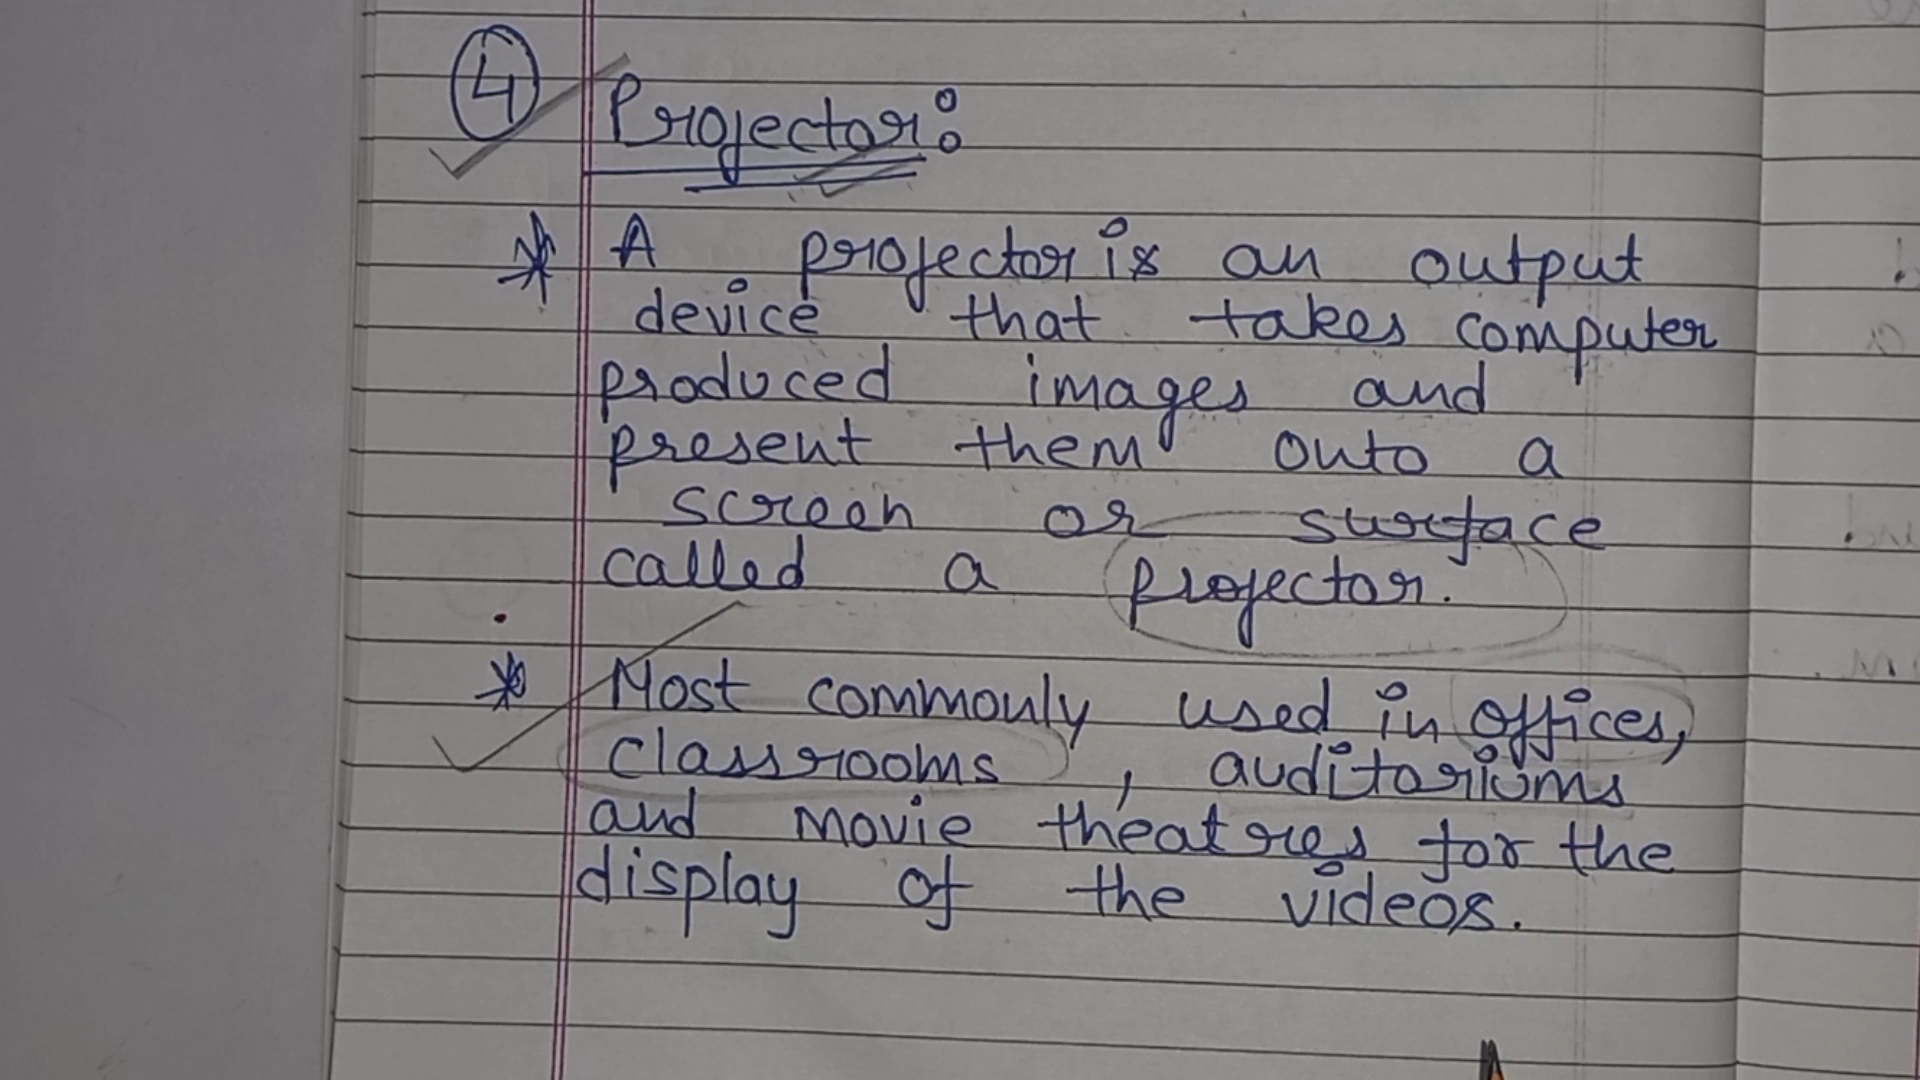 4 Projector:
* A projector is an output
device that takes computer
produced images and
present them onto a
screen or surface
called a projector.
* Most commonly used in offices,
classrooms, auditoriums
and movie theatres for the
display of the videos.